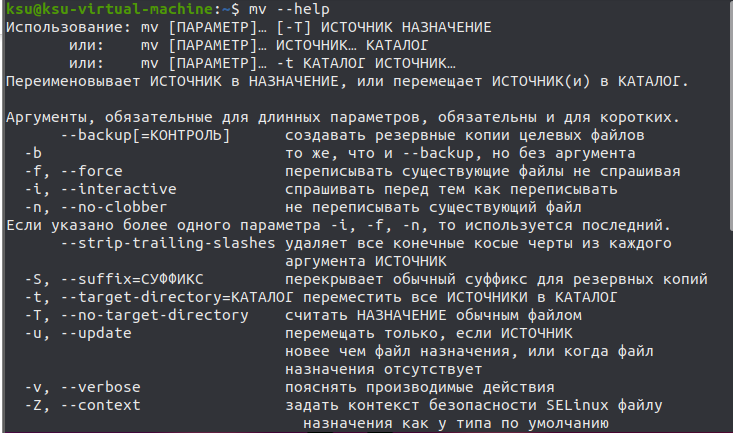 ksu@ksu-virtual-machine:~$ mv --help
Использование: mv [ПАРАМЕТР]… [-T] ИСТОЧНИК НАЗНАЧЕНИЕ
       или:    mv [ПАРАМЕТР]… ИСТОЧНИК… КАТАЛОГ
       или:    mv [ПАРАМЕТР]… -t КАТАЛОГ ИСТОЧНИК…
Переименовывает ИСТОЧНИК в НАЗНАЧЕНИЕ, или перемещает ИСТОЧНИК(и) в КАТАЛОГ.

Аргументы, обязательные для длинных параметров, обязательны и для коротких.
      --backup[=КОНТРОЛЬ]      создавать резервные копии целевых файлов
  -b                           то же, что и --backup, но без аргумента
  -f, --force                  переписывать существующие файлы не спрашивая
  -i, --interactive            спрашивать перед тем как переписывать
  -n, --no-clobber             не переписывать существующий файл
Если указано более одного параметра -i, -f, -n, то используется последний.
      --strip-trailing-slashes удаляет все конечные косые черты из каждого
                               аргумента ИСТОЧНИК
  -S, --suffix=СУФФИКС         перекрывает обычный суффикс для резервных копий
  -t, --target-directory=КАТАЛОГ переместить все ИСТОЧНИКИ в КАТАЛОГ
  -T, --no-target-directory    считать НАЗНАЧЕНИЕ обычным файлом
  -u, --update                 перемещать только, если ИСТОЧНИК
                               новее чем файл назначения, или когда файл
                               назначения отсутствует
  -v, --verbose                пояснять производимые действия
  -Z, --context                задать контекст безопасности SELinux файлу
                                 назначения как у типа по умолчанию